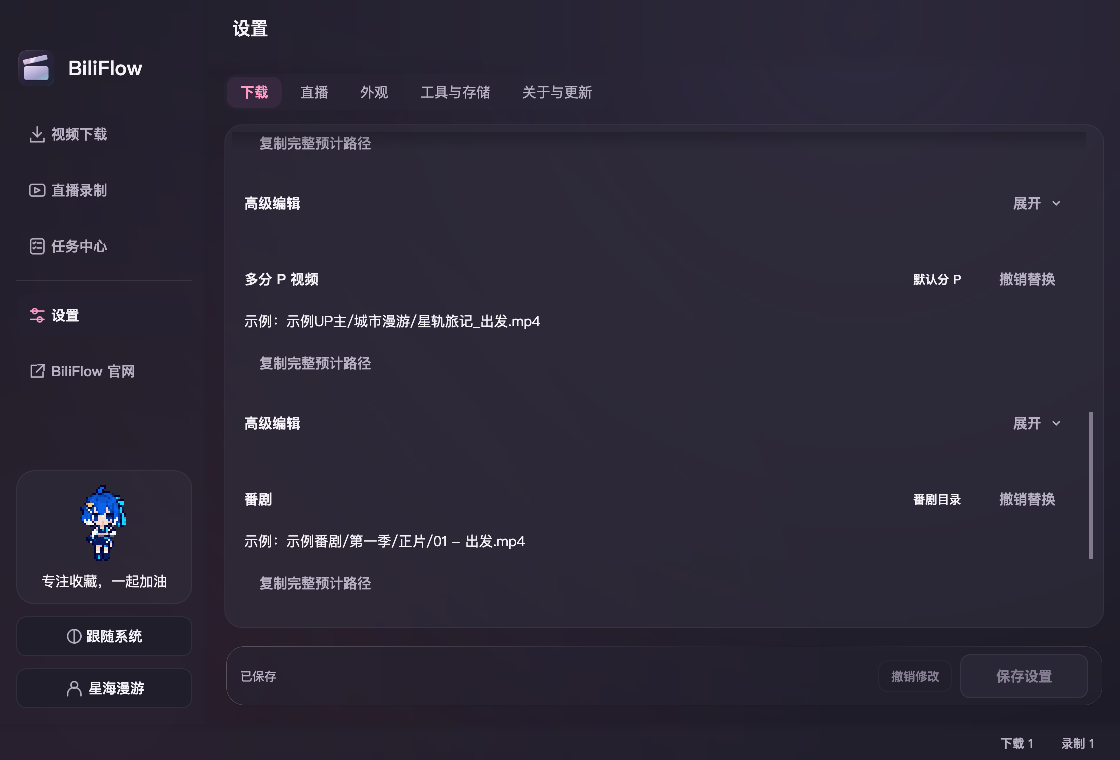 设置
BiliFlow
下载 直播 外观 工具与存储 关于与更新
视频下载
直播录制
任务中心
设置
BiliFlow 官网
专注收藏，一起加油
跟随系统
星海漫游
复制完整预计路径
高级编辑 展开
多分 P 视频 默认分 P 撤销替换
示例：示例UP主/城市漫游/星轨旅记_出发.mp4
复制完整预计路径
高级编辑 展开
番剧 番剧目录 撤销替换
示例：示例番剧/第一季/正片/01 – 出发.mp4
复制完整预计路径
已保存 撤销修改 保存设置
下载 1 录制 1